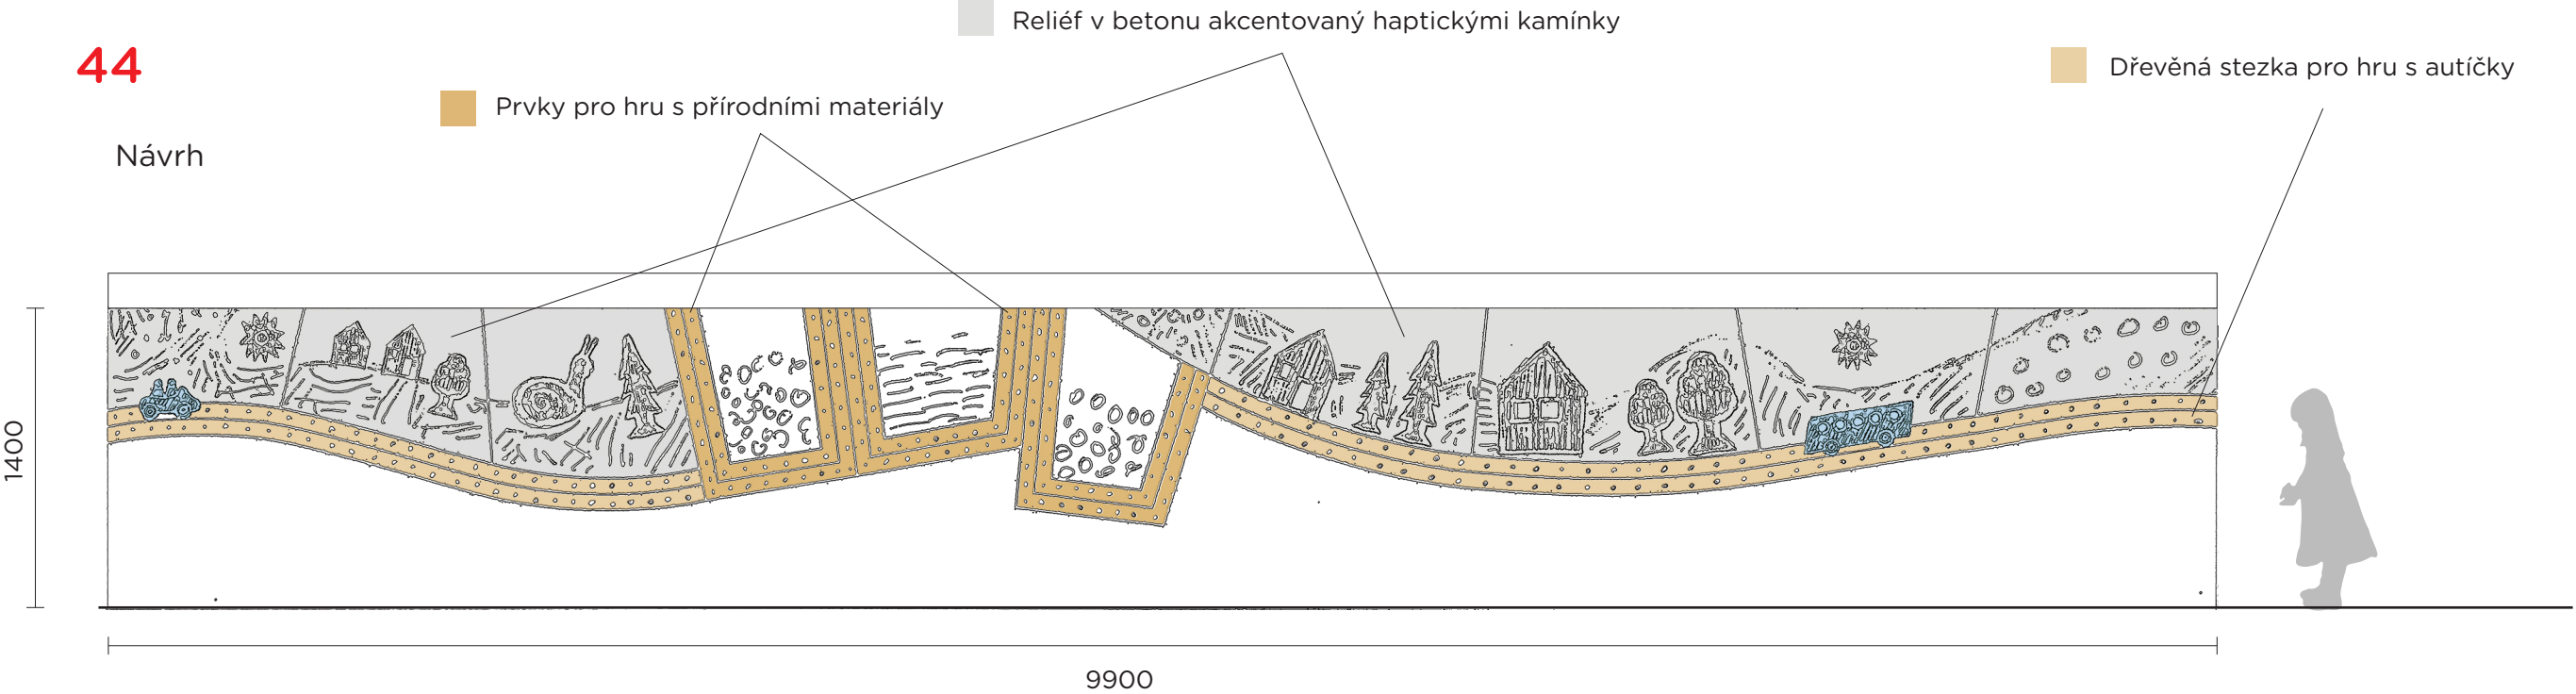 Reliéf v betonu akcentovaný haptickými kamínky
44
Dřevěná stezka pro hru s autíčky
Prvky pro hru s přírodními materiály
Návrh
1400
9900